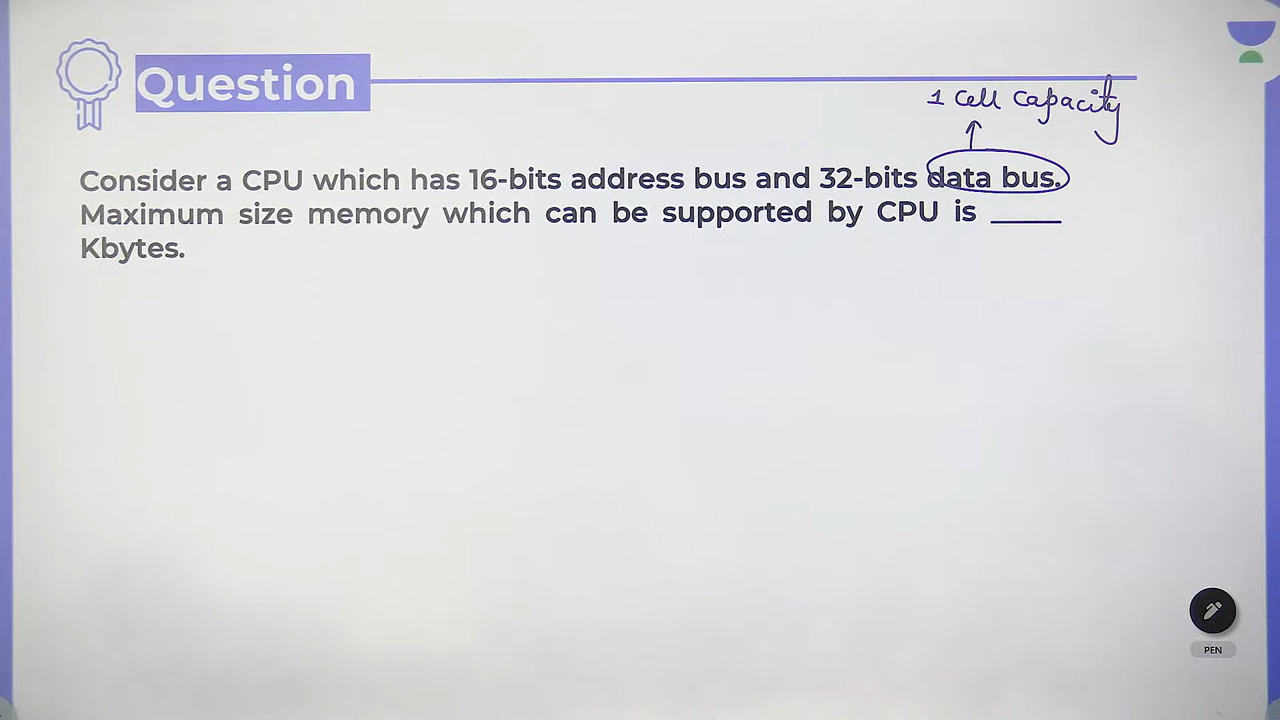 Question
1 Cell Capacity
Consider a CPU which has 16-bits address bus and 32-bits data bus.
Maximum size memory which can be supported by CPU is _____
Kbytes.
PEN